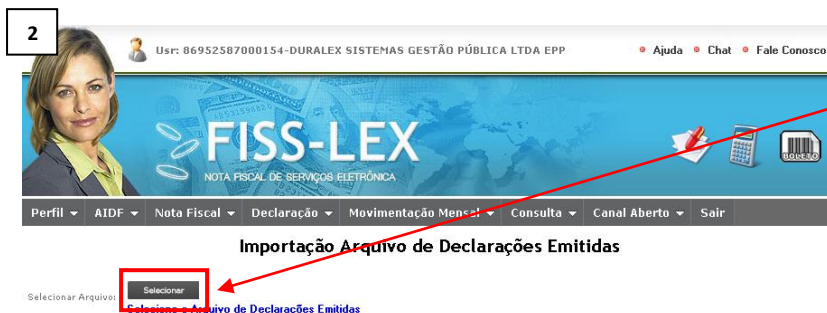 2
Usr: 86952587000154-DURALEX SISTEMAS GESTÃO PÚBLICA LTDA EPP Ajuda Chat Fale Conosco
FISS-LEX
NOTA FISCAL DE SERVIÇOS ELETRÔNICA
BOLETO
Perfil AIDF Nota Fiscal Declaração Movimentação Mensal Consulta Canal Aberto Sair
Importação Arquivo de Declarações Emitidas
Selecionar Arquivo: Selecionar
Selecione o Arquivo de Declarações Emitidas